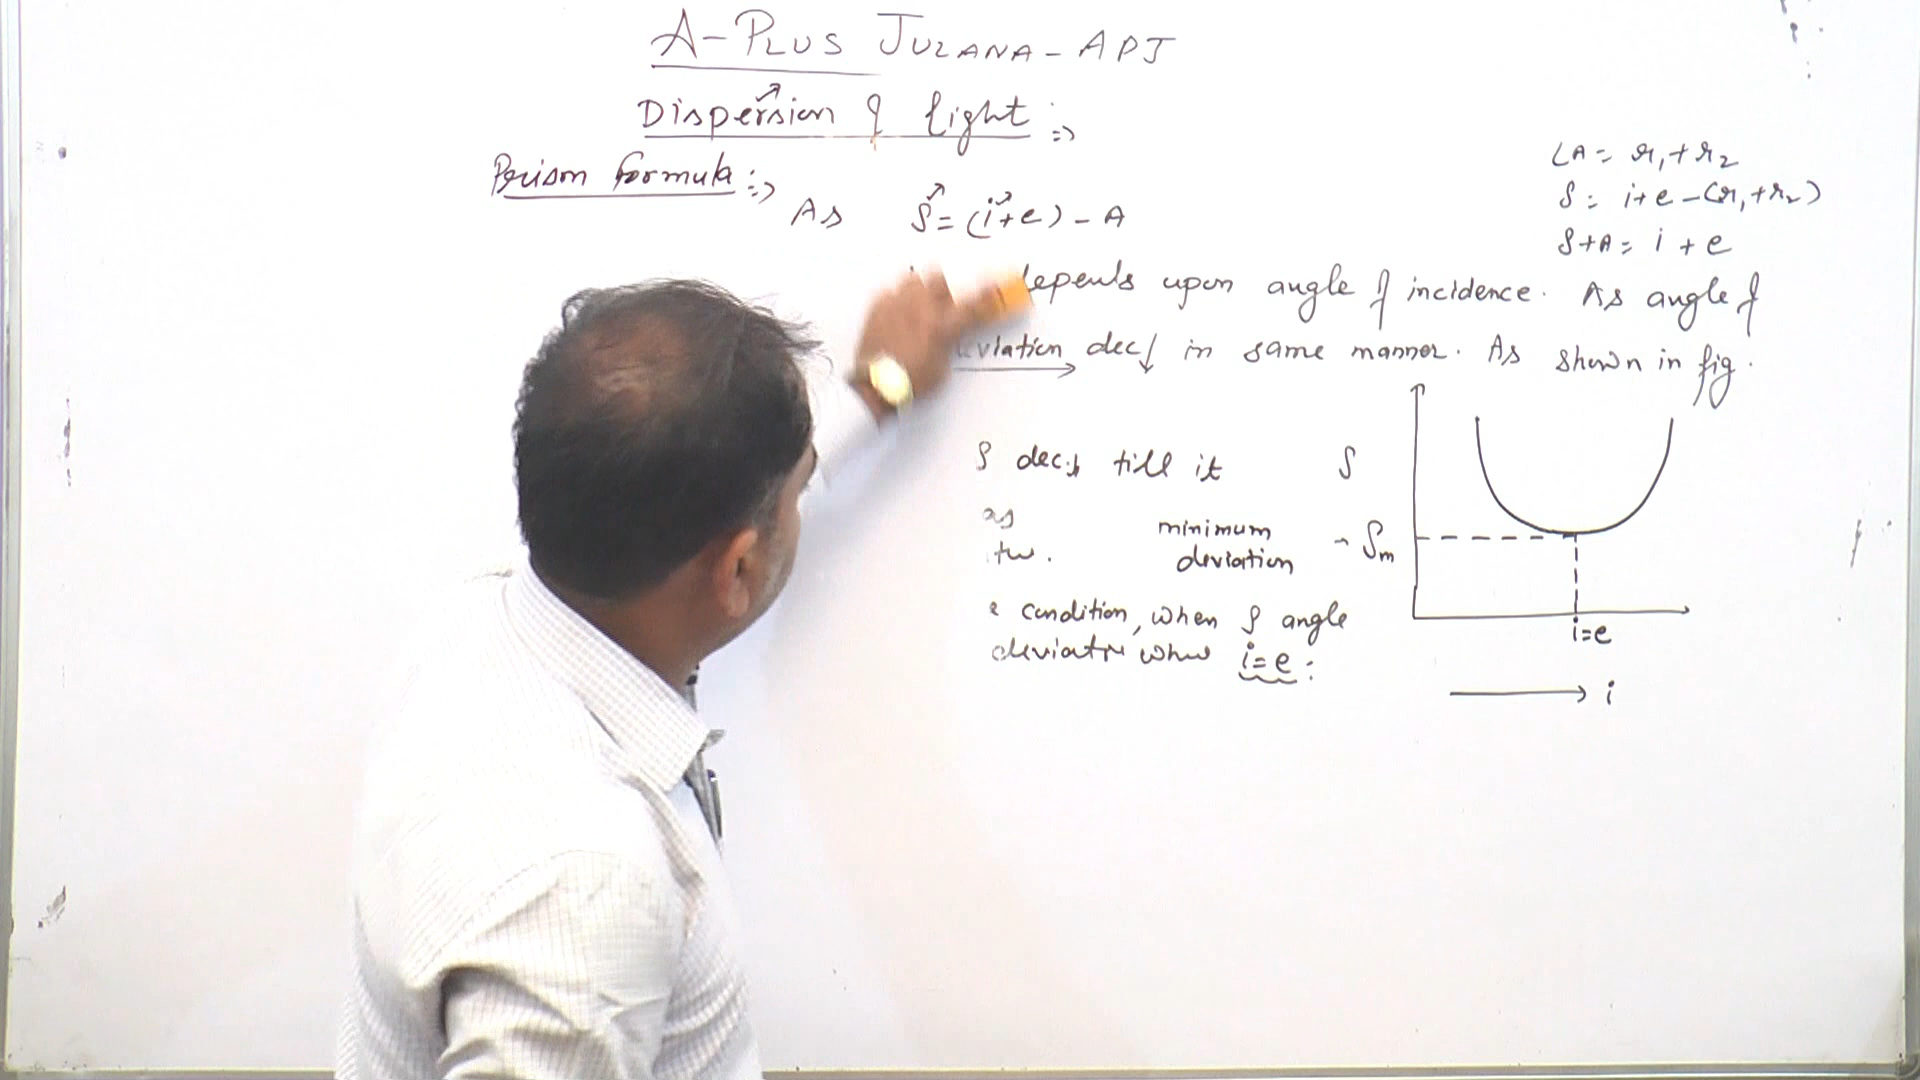 A-PLUS JULANA-APJ
Dispersion of light :=>
Prism formula :=>
∠A = r₁+r₂
δ = i+e-(r₁+r₂)
δ+A = i + e
As δ = (i+e) - A
depends upon angle of incidence. As angle of
deviation dec↓ in same manner. As shown in fig.
δ dec↓ till it
δ
minimum
deviation - δm
condition, when δ angle
when i=e:
i=e
→ i